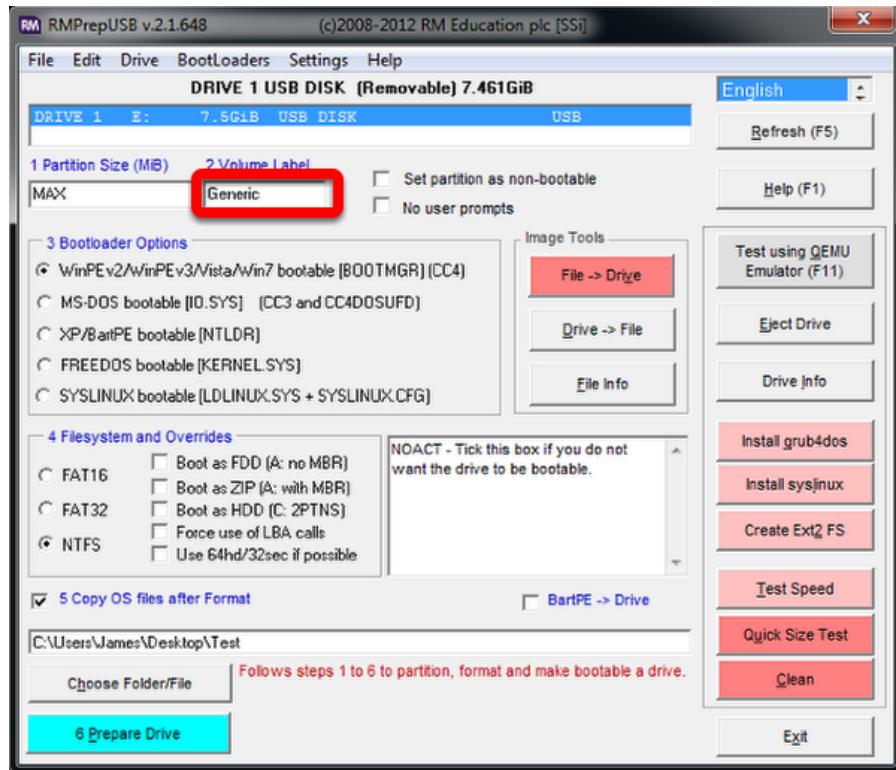 RM RMPrepUSB v.2.1.648 (c)2008-2012 RM Education plc [SSi]
File Edit Drive BootLoaders Settings Help
DRIVE 1 USB DISK (Removable) 7.461GiB
English
DRIVE 1 E: 7.5GiB USB DISK USB
Refresh (F5)
1 Partition Size (MiB) 2 Volume Label
MAX Generic
Set partition as non-bootable
No user prompts
Help (F1)
3 Bootloader Options
WinPEv2/WinPEv3/Vista/Win7 bootable [BOOTMGR] (CC4)
MS-DOS bootable [IO.SYS] (CC3 and CC4DOSUFD)
XP/BartPE bootable [NTLDR]
FREEDOS bootable [KERNEL.SYS]
SYSLINUX bootable [LDLINUX.SYS + SYSLINUX.CFG]
Image Tools
File -> Drive
Drive -> File
File Info
Test using QEMU
Emulator (F11)
Eject Drive
Drive Info
4 Filesystem and Overrides
FAT16
FAT32
NTFS
Boot as FDD (A: no MBR)
Boot as ZIP (A: with MBR)
Boot as HDD (C: 2PTNS)
Force use of LBA calls
Use 64hd/32sec if possible
NOACT - Tick this box if you do not
want the drive to be bootable.
Install grub4dos
Install syslinux
Create Ext2 FS
5 Copy OS files after Format
BartPE -> Drive
Test Speed
C:\Users\James\Desktop\Test
Quick Size Test
Choose Folder/File
Follows steps 1 to 6 to partition, format and make bootable a drive.
Clean
6 Prepare Drive
Exit